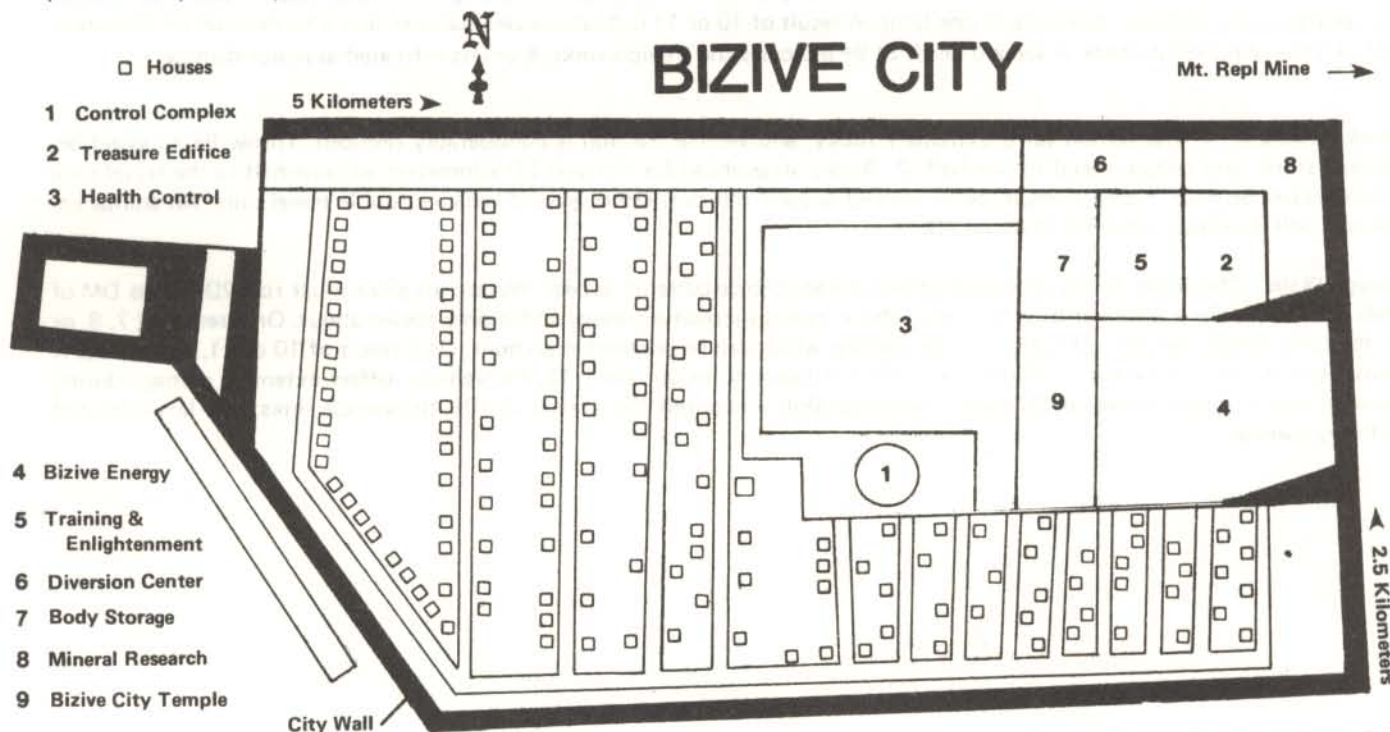 N
BIZIVE CITY
Houses
Mt. Repl Mine
5 Kilometers
1 Control Complex
2 Treasure Edifice
3 Health Control
6
8
7
5
2
3
9
4
1
4 Bizive Energy
5 Training &
Enlightenment
6 Diversion Center
7 Body Storage
8 Mineral Research
9 Bizive City Temple
City Wall
2.5 Kilometers